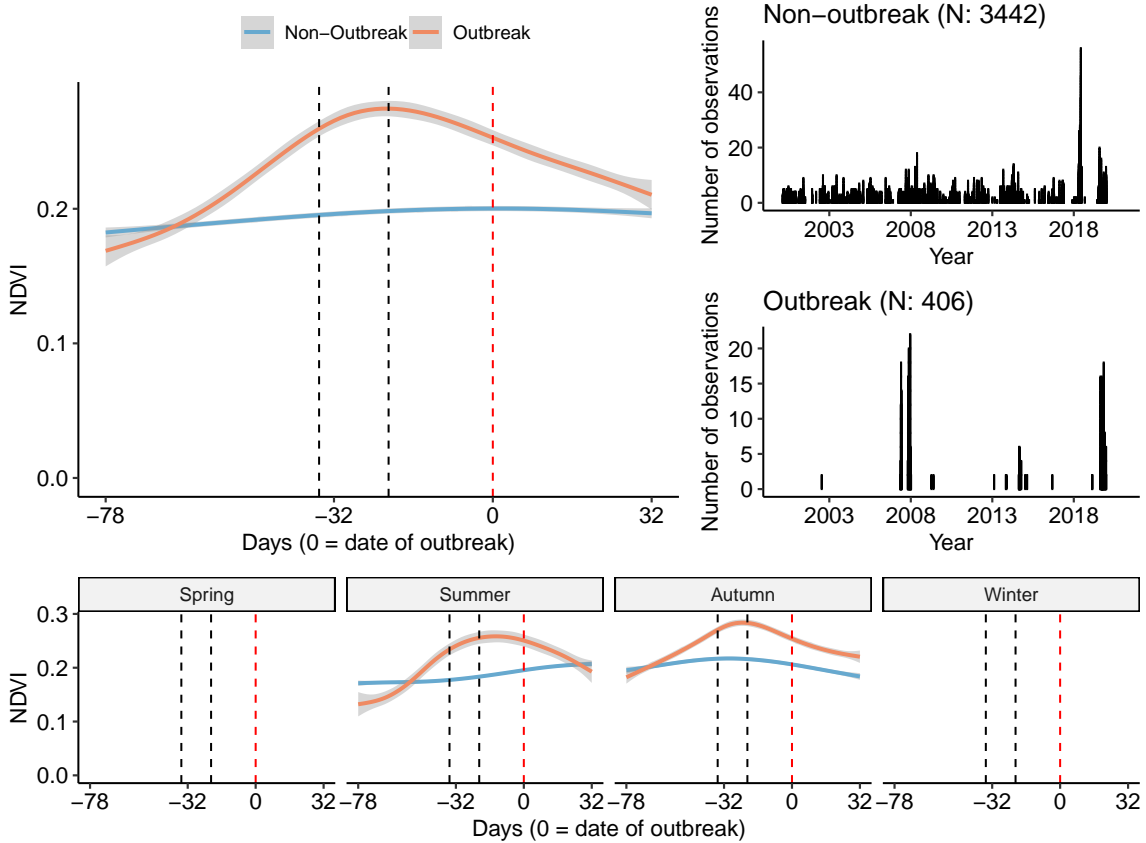 Non−Outbreak Outbreak
NDVI
0.2
0.1
0.0
−78 −32 0 32
Days (0 = date of outbreak)
Non−outbreak (N: 3442)
Number of observations
40
20
0
2003 2008 2013 2018
Year
Outbreak (N: 406)
Number of observations
20
15
10
5
0
2003 2008 2013 2018
Year
Spring Summer Autumn Winter
NDVI
0.3
0.2
0.1
0.0
−78 −32 0 32 −78 −32 0 32 −78 −32 0 32 −78 −32 0 32
Days (0 = date of outbreak)